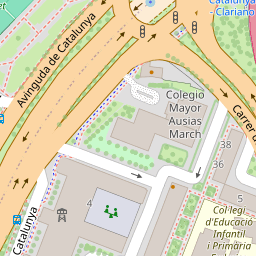 Catalunya
- Clariano
Avinguda de Catalunya
Colegio
Mayor
Ausias
March
Carrer d
38
36
5
Col·legi
d'Educació
Infantil
i Primària
Catalunya